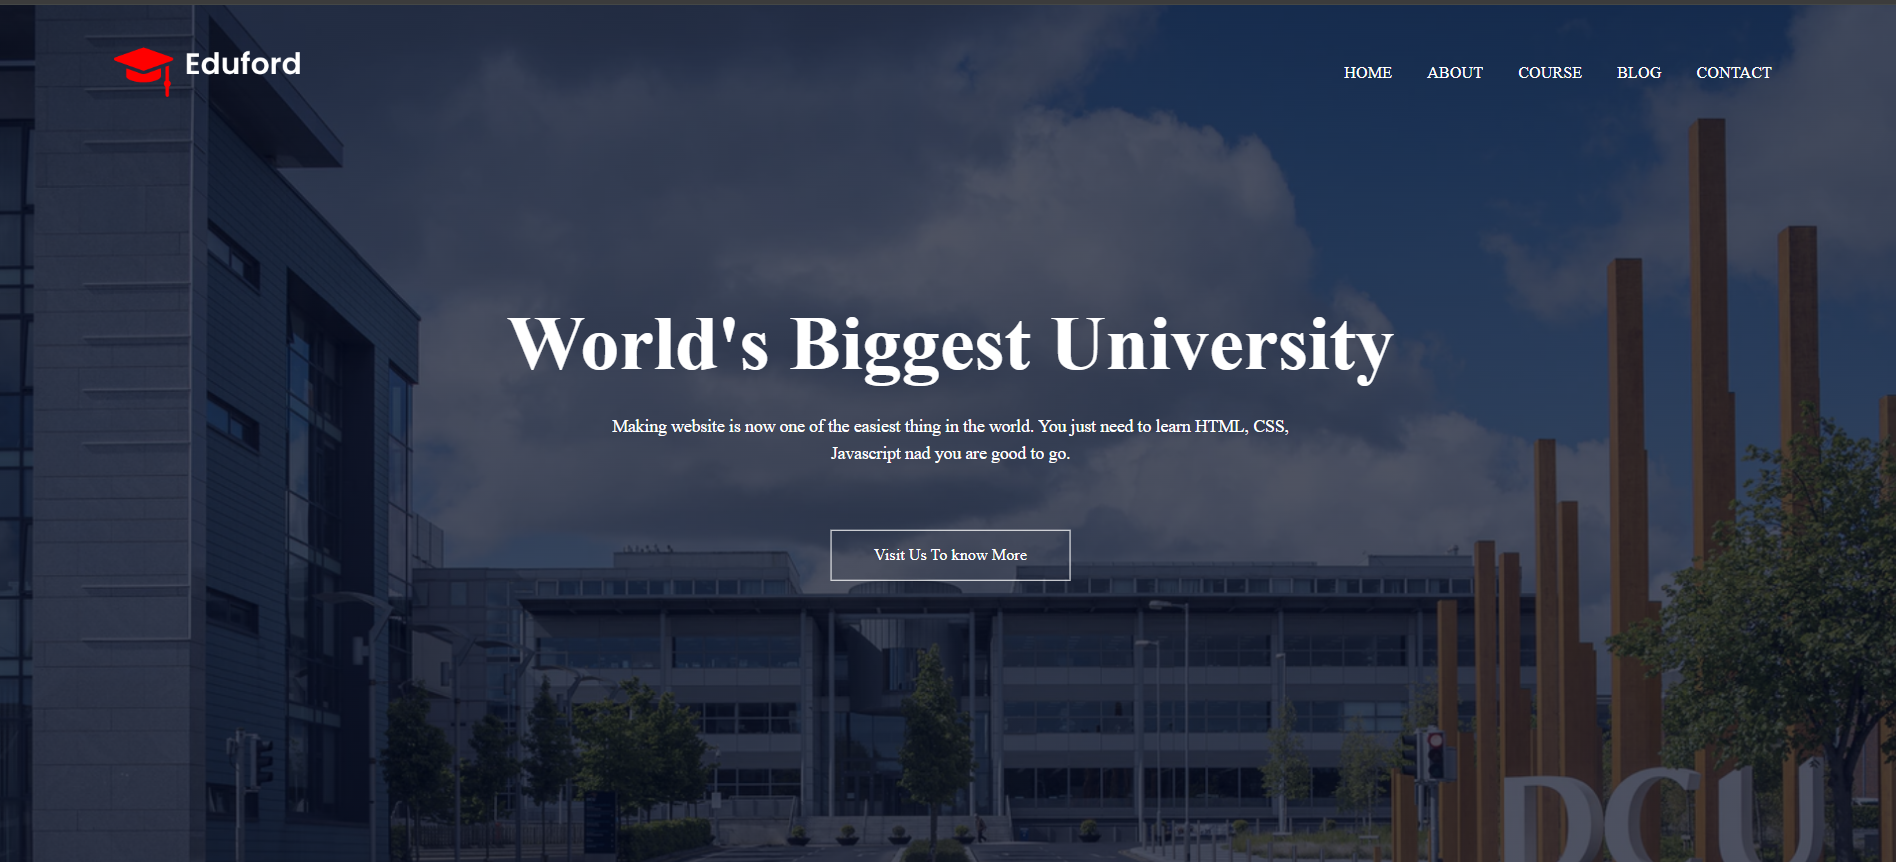 Eduford
HOME ABOUT COURSE BLOG CONTACT
World's Biggest University
Making website is now one of the easiest thing in the world. You just need to learn HTML, CSS,
Javascript nad you are good to go.
Visit Us To know More
DCU